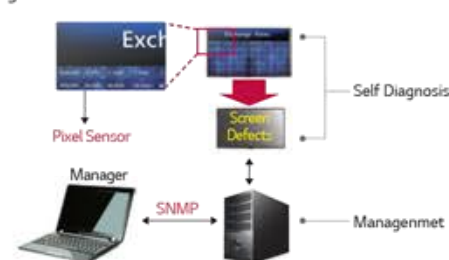 Exch
Exchange Rates
Self Diagnosis
Pixel Sensor
Screen
Defects
Manager
SNMP
Managenmet